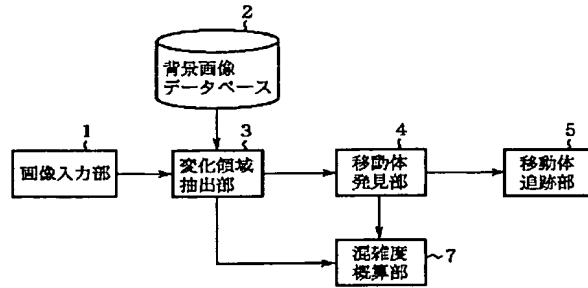 2
背景画像
データベース
1
画像入力部
3
変化領域
抽出部
4
移動体
発見部
5
移動体
追跡部
混雑度
概算部
7